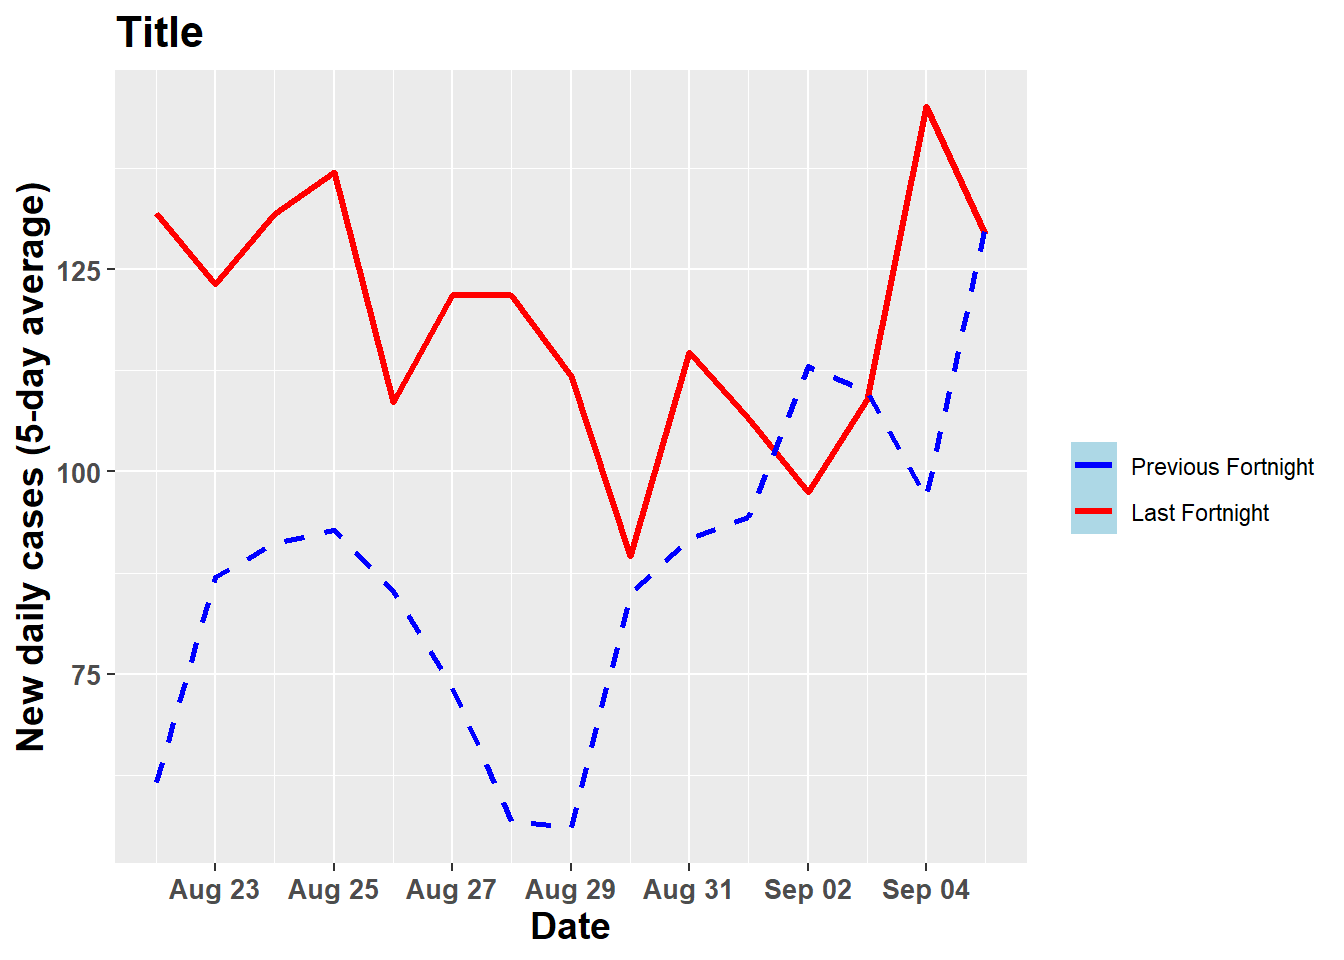 Title
New daily cases (5-day average)
125
100
75
Aug 23 Aug 25 Aug 27 Aug 29 Aug 31 Sep 02 Sep 04
Date
Previous Fortnight
Last Fortnight